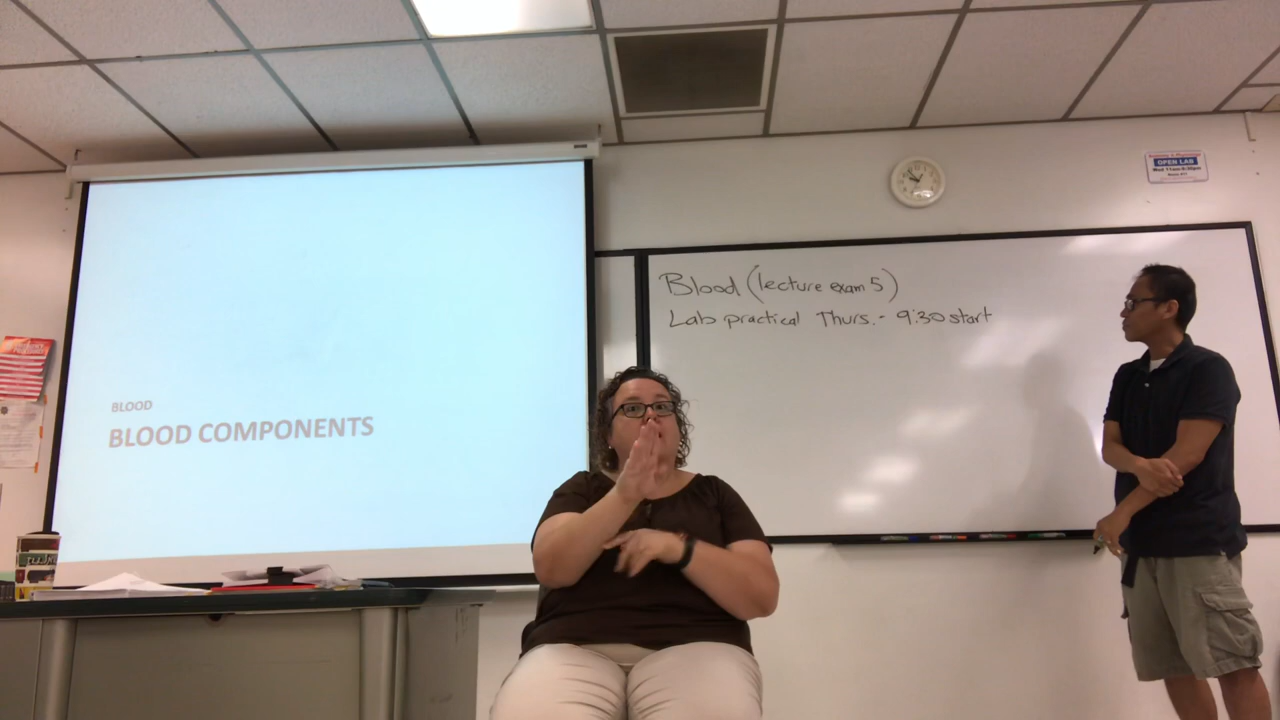 BLOOD
BLOOD COMPONENTS
Blood (lecture exam 5)
Lab practical Thurs. - 9:30 start
OPEN LAB